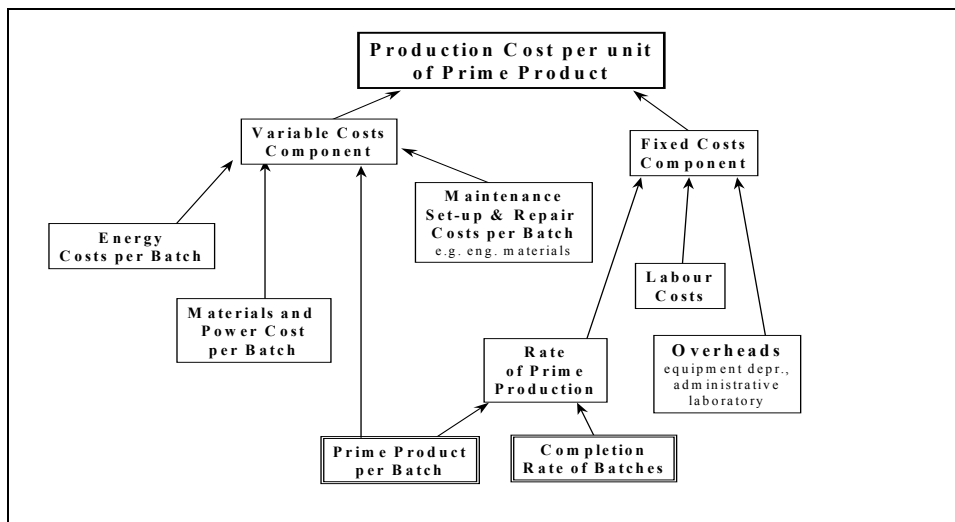 Production Cost per unit
of Prime Product
Variable Costs
Component
Fixed Costs
Component
Maintenance
Set-up & Repair
Costs per Batch
e.g. eng. materials
Energy
Costs per Batch
Labour
Costs
Materials and
Power Cost
per Batch
Rate
of Prime
Production
Overheads
equipment depr.,
administrative
laboratory
Prime Product
per Batch
Completion
Rate of Batches